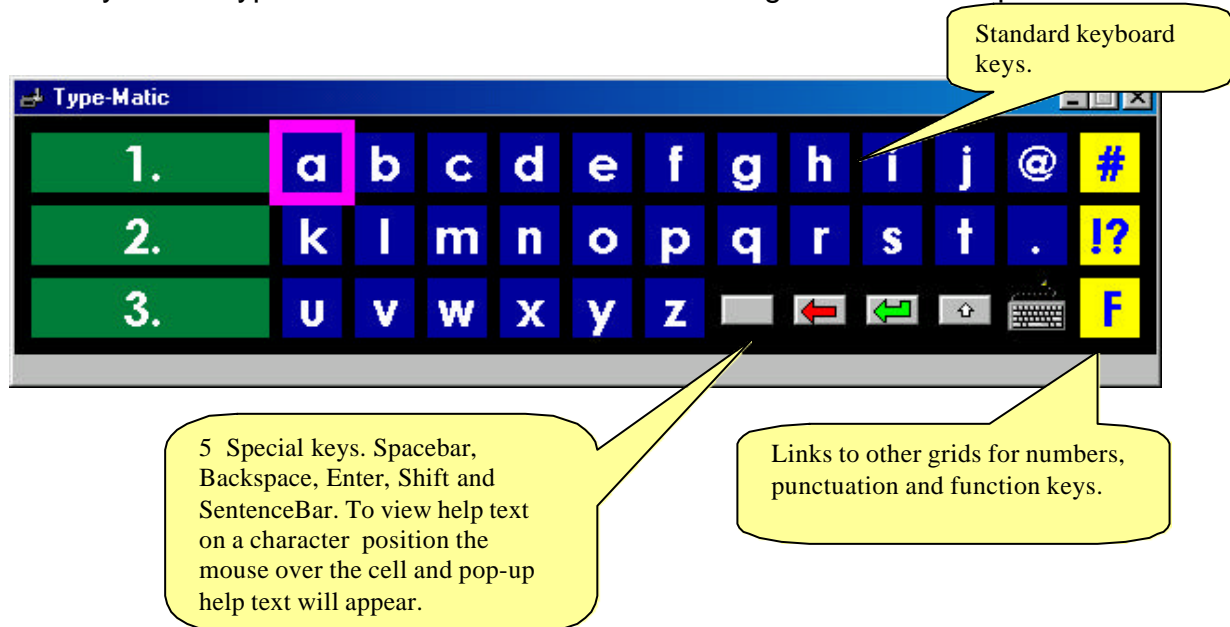 Standard keyboard
keys.
Type-Matic
1. a b c d e f g h i j @ #
2. k l m n o p q r s t . !?
3. u v w x y z F
5 Special keys. Spacebar,
Backspace, Enter, Shift and
SentenceBar. To view help text
on a character position the
mouse over the cell and pop-up
help text will appear.
Links to other grids for numbers,
punctuation and function keys.